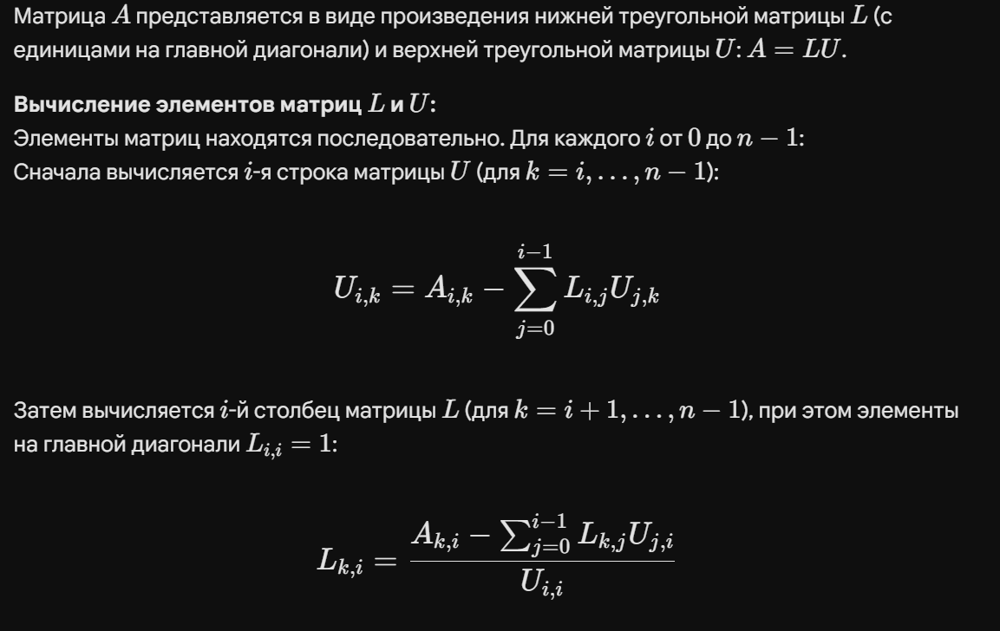 Матрица A представляется в виде произведения нижней треугольной матрицы L (с
единицами на главной диагонали) и верхней треугольной матрицы U: A = LU.
Вычисление элементов матриц L и U:
Элементы матриц находятся последовательно. Для каждого i от 0 до n − 1:
Сначала вычисляется i-я строка матрицы U (для k = i, . . . , n − 1):
U_{i,k} = A_{i,k} − \sum_{j=0}^{i−1} L_{i,j}U_{j,k}
Затем вычисляется i-й столбец матрицы L (для k = i + 1, . . . , n − 1), при этом элементы
на главной диагонали L_{i,i} = 1:
L_{k,i} = \frac{A_{k,i} − \sum_{j=0}^{i−1} L_{k,j}U_{j,i}}{U_{i,i}}